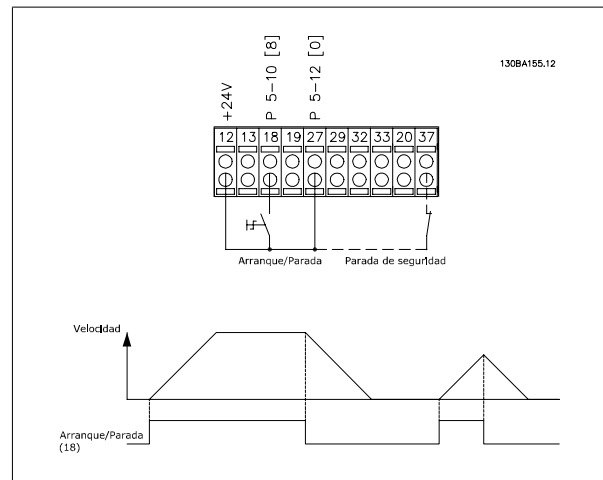 130BA155.12
+24V
P 5-10 [8]
P 5-12 [0]
12 13 18 19 27 29 32 33 20 37
Arranque/Parada Parada de seguridad
Velocidad
Arranque/Parada
(18)